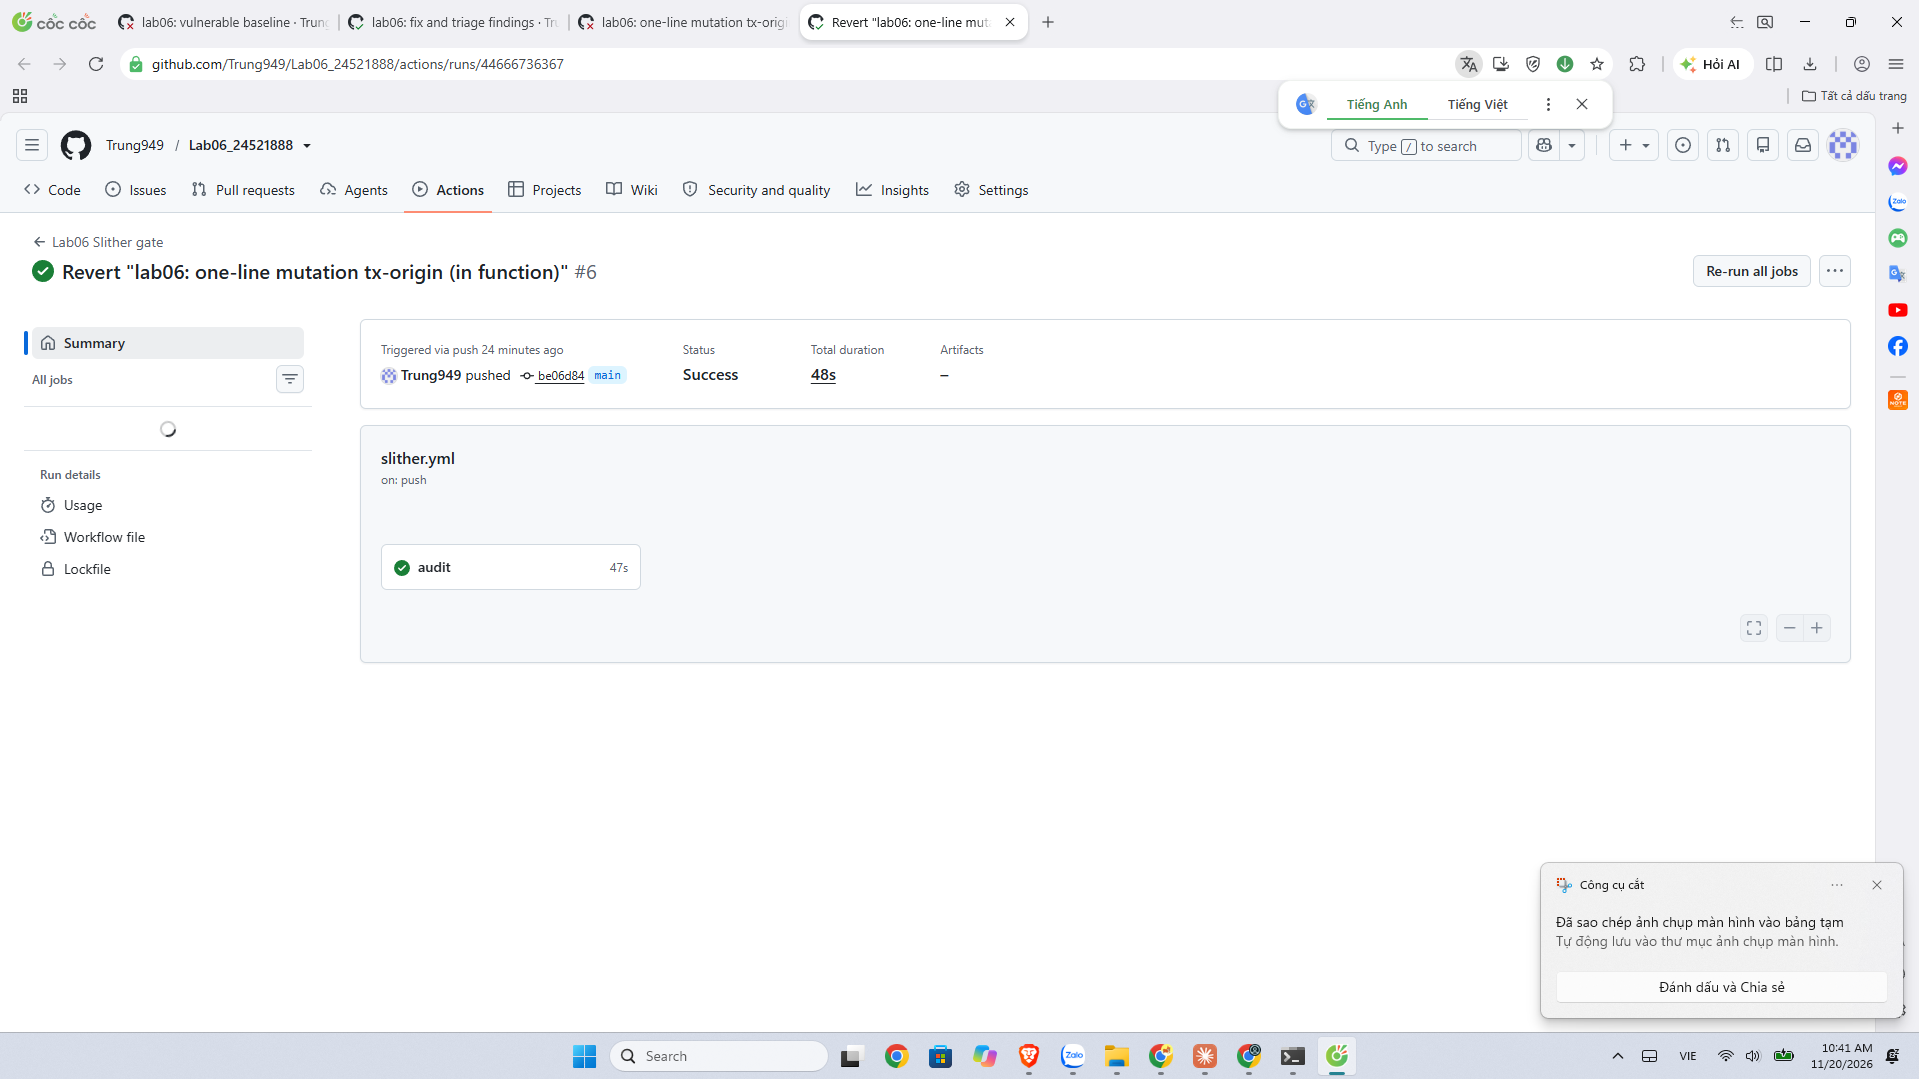 cốc cốc
lab06: vulnerable baseline · Trung
lab06: fix and triage findings · Tru
lab06: one-line mutation tx-origi
Revert "lab06: one-line muta
github.com/Trung949/Lab06_24521888/actions/runs/44666736367
Hỏi AI
Tất cả dấu trang
Tiếng Anh
Tiếng Việt
Trung949 / Lab06_24521888
Type / to search
Code
Issues
Pull requests
Agents
Actions
Projects
Wiki
Security and quality
Insights
Settings
Lab06 Slither gate
Revert "lab06: one-line mutation tx-origin (in function)" #6
Re-run all jobs
Summary
All jobs
Run details
Usage
Workflow file
Lockfile
Triggered via push 24 minutes ago
Trung949 pushed be06d84 main
Status
Success
Total duration
48s
Artifacts
–
slither.yml
on: push
audit
47s
Zalo
NOTE
Công cụ cắt
Đã sao chép ảnh chụp màn hình vào bảng tạm
Tự động lưu vào thư mục ảnh chụp màn hình.
Đánh dấu và Chia sẻ
Search
Zalo
VIE
10:41 AM
11/20/2026